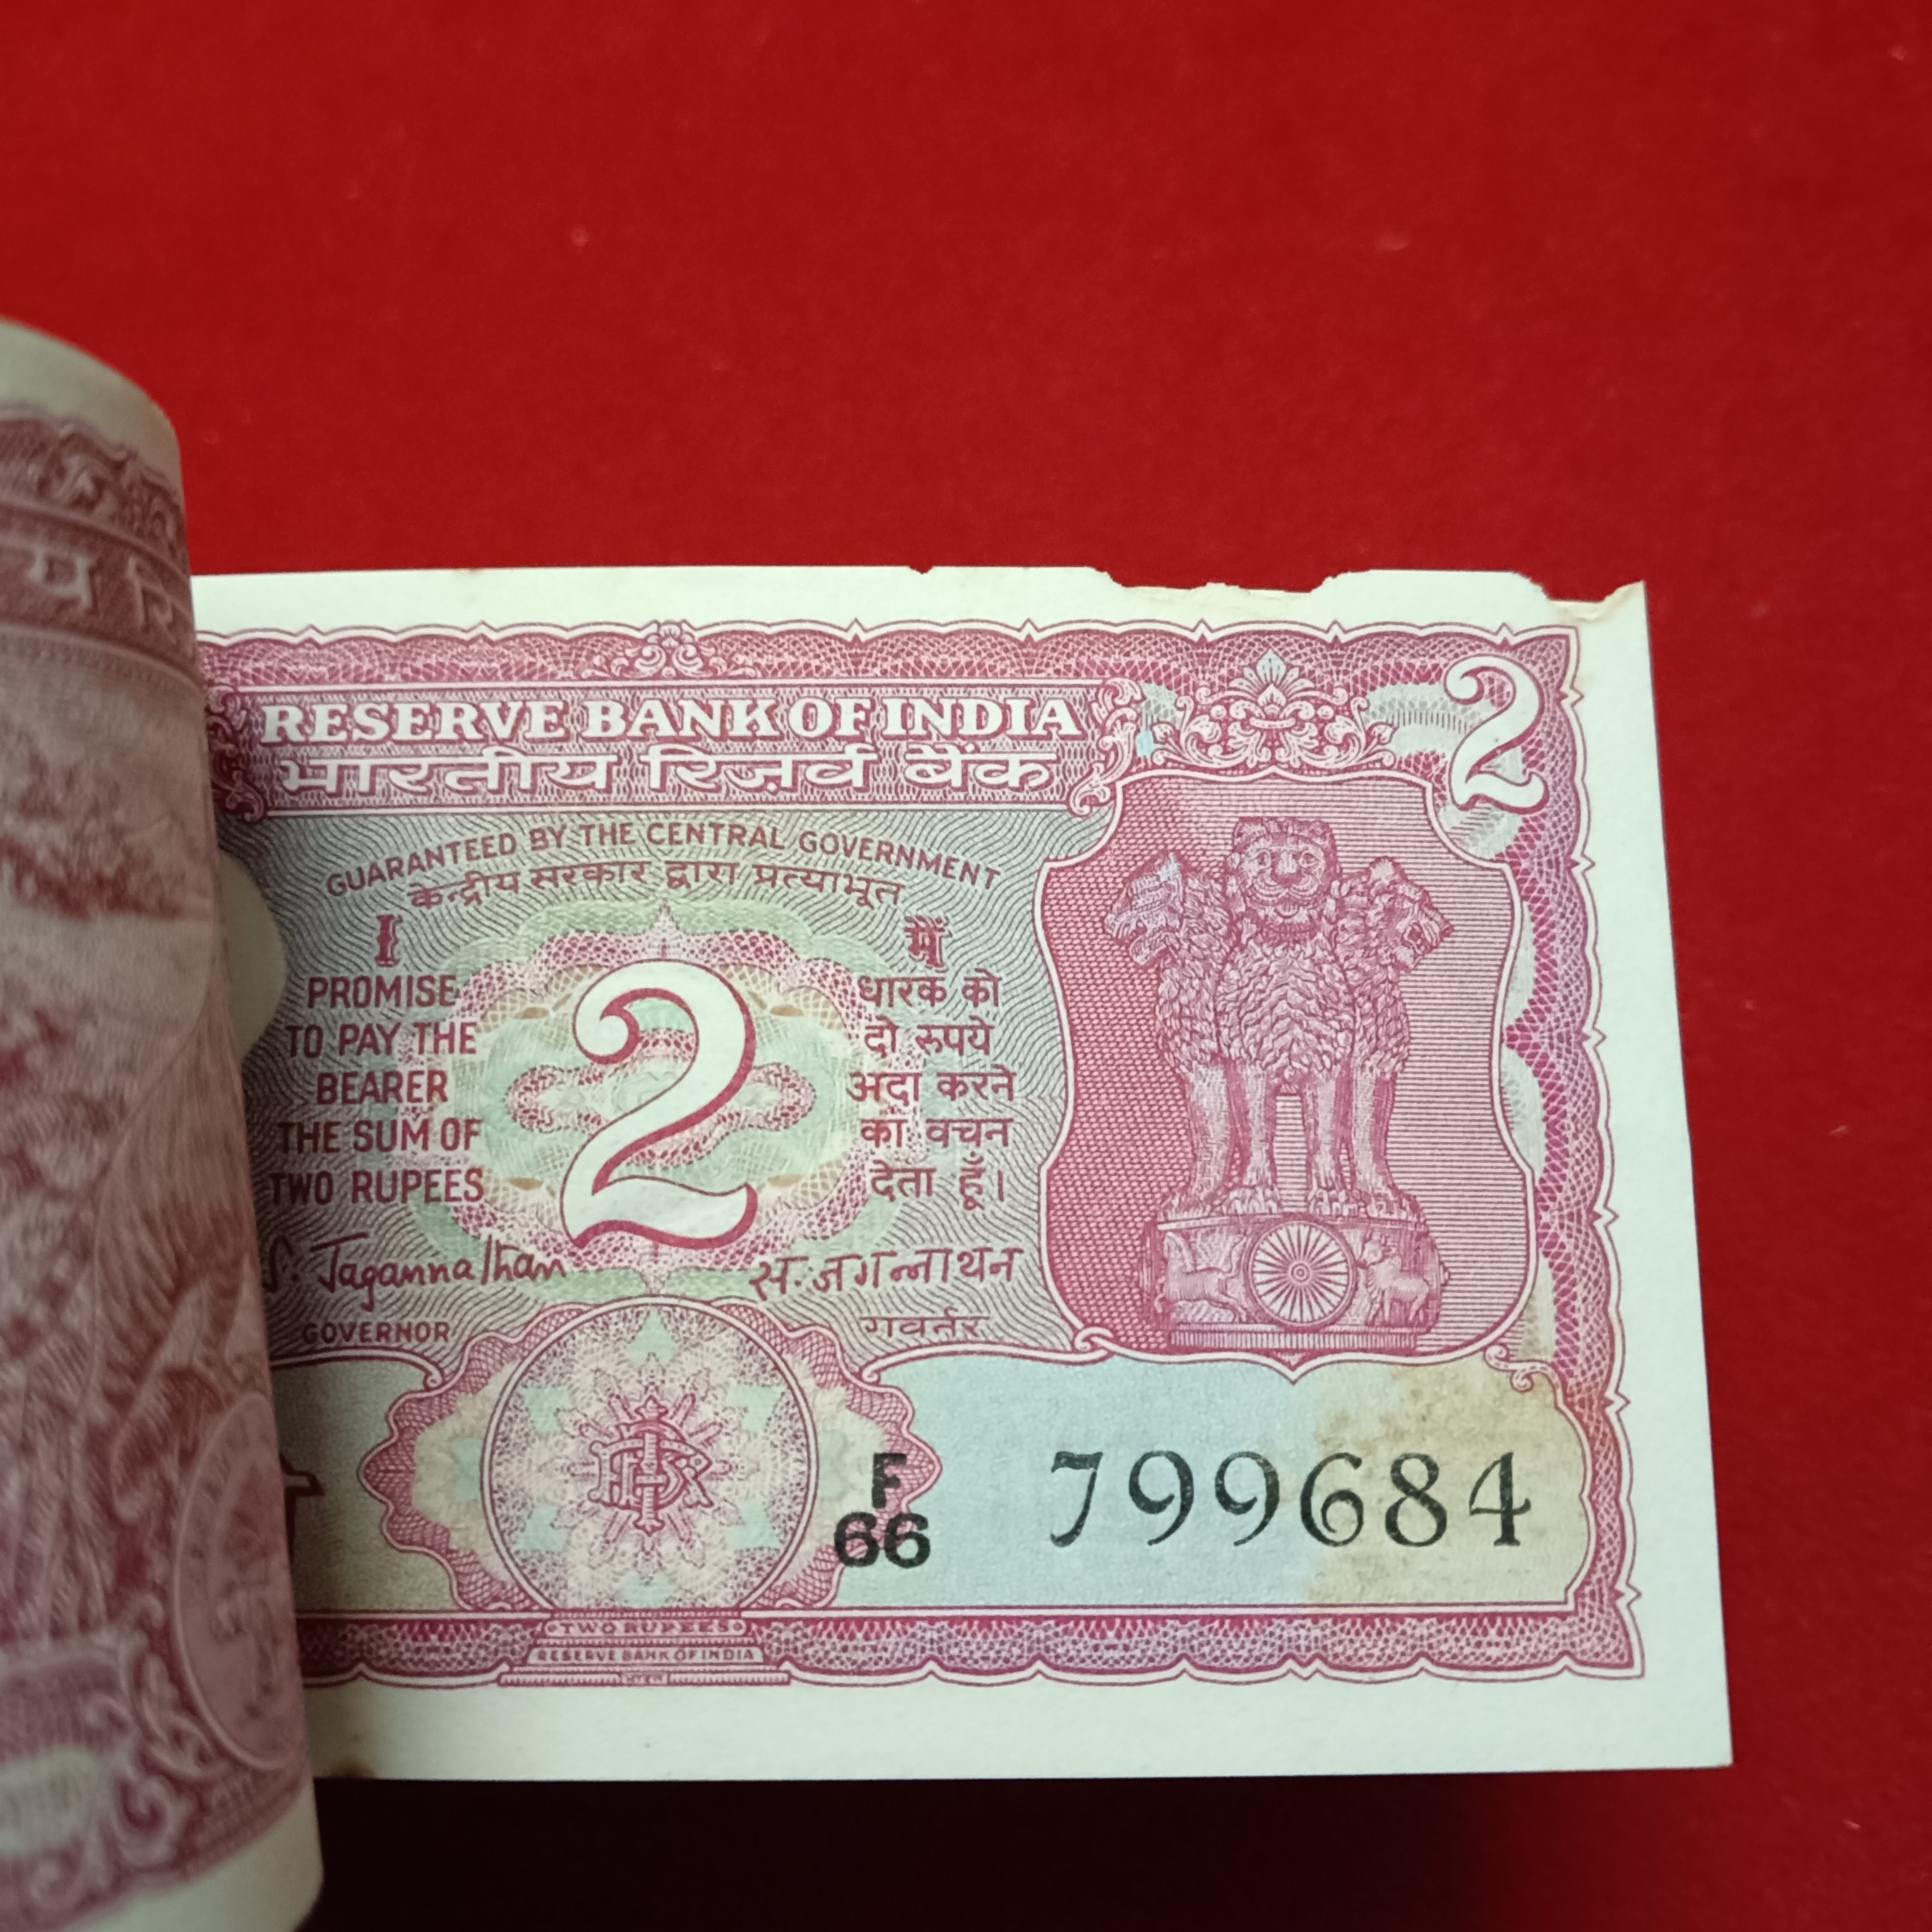 RESERVE BANK OF INDIA
भारतीय रिज़र्व बैंक
2
GUARANTEED BY THE CENTRAL GOVERNMENT
केन्द्रीय सरकार द्वारा प्रत्याभूत
I
PROMISE
TO PAY THE
BEARER
THE SUM OF
TWO RUPEES
2
मैं
धारक को
दो रुपये
अदा करने
का वचन
देता हूँ।
S. Jagannathan
GOVERNOR
स. जगन्नाथन
गवर्नर
F
66
799684
TWO RUPEES
RESERVE BANK OF INDIA